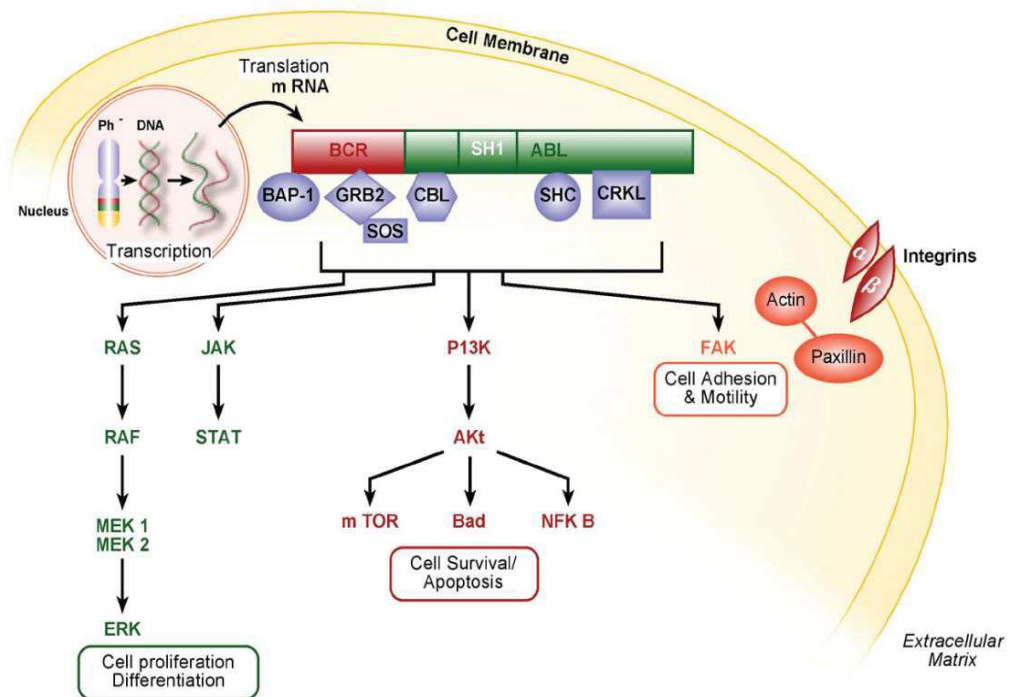 Cell Membrane
Translation
m RNA
Ph -
DNA
Nucleus
Transcription
BCR
SH1
ABL
BAP-1
GRB2
SOS
CBL
SHC
CRKL
α
β
Integrins
Actin
Paxillin
RAS
JAK
P13K
FAK
Cell Adhesion
& Motility
RAF
STAT
AKt
MEK 1
MEK 2
m TOR
Bad
NFK B
Cell Survival/
Apoptosis
ERK
Cell proliferation
Differentiation
Extracellular
Matrix